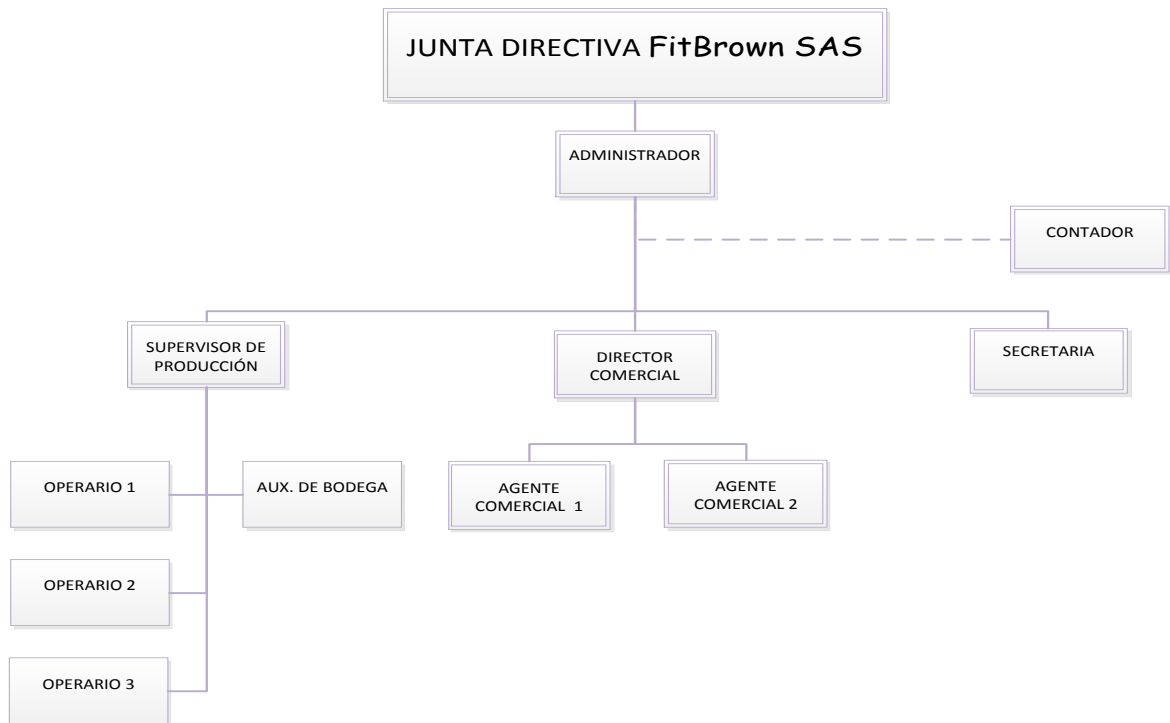 JUNTA DIRECTIVA FitBrown SAS
ADMINISTRADOR
CONTADOR
SUPERVISOR DE
PRODUCCIÓN
DIRECTOR
COMERCIAL
SECRETARIA
OPERARIO 1
AUX. DE BODEGA
AGENTE
COMERCIAL 1
AGENTE
COMERCIAL 2
OPERARIO 2
OPERARIO 3